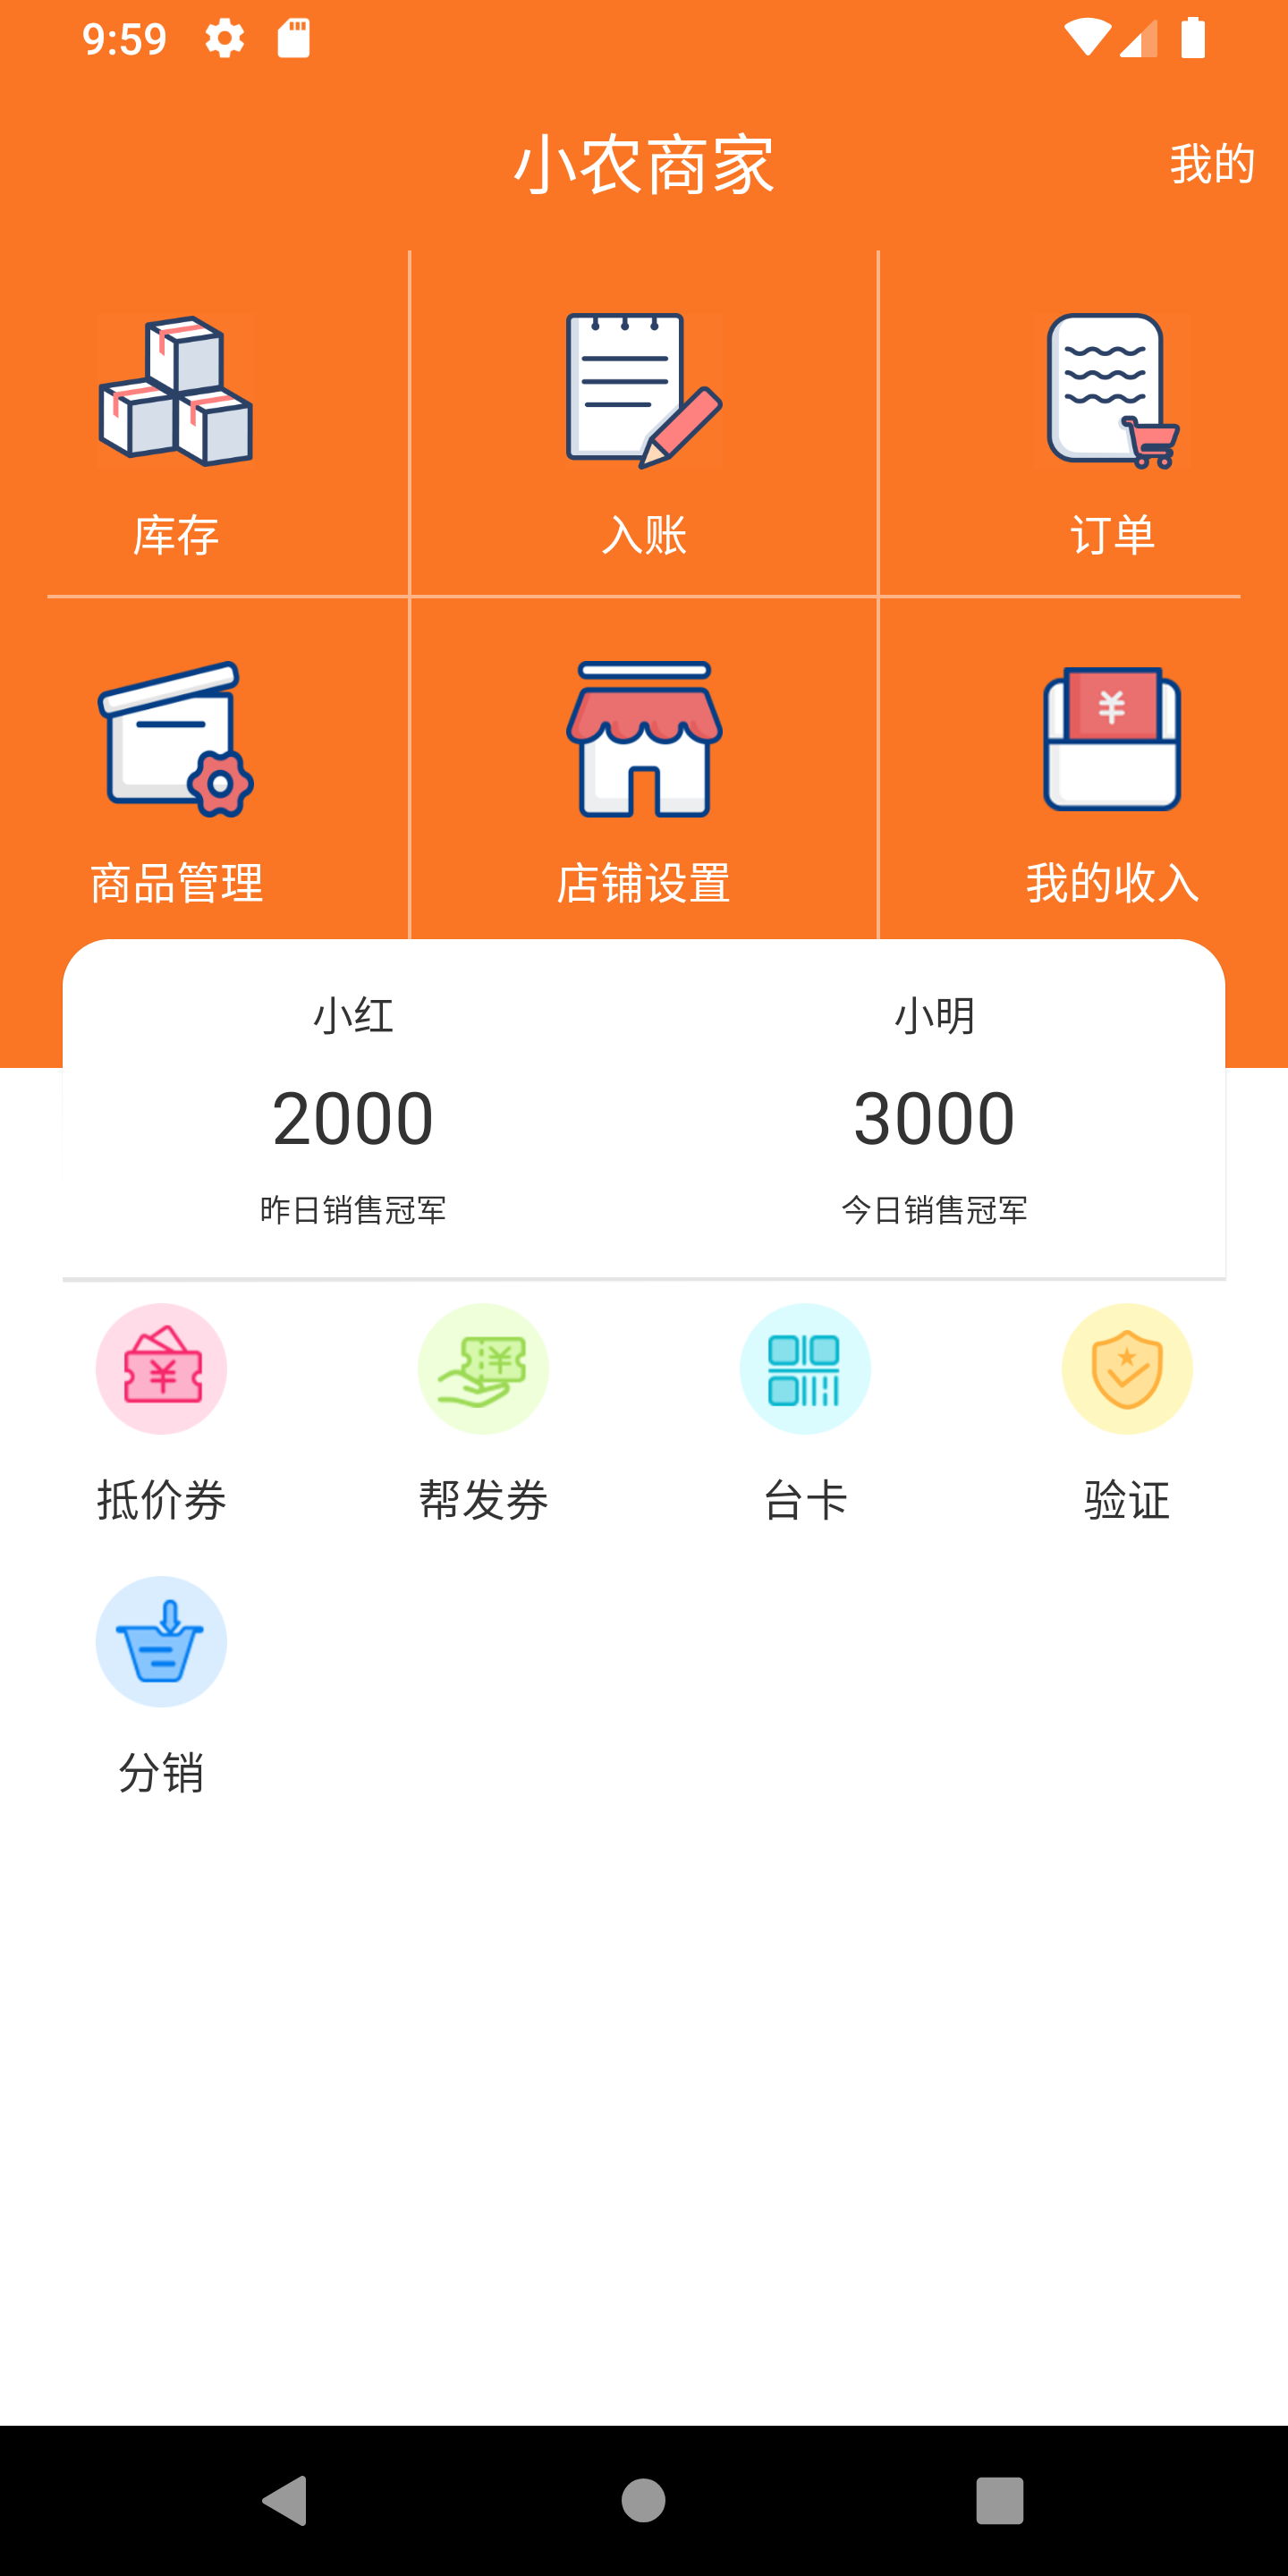 9:59
小农商家
我的
库存
入账
订单
商品管理
店铺设置
我的收入
小红
小明
2000
3000
昨日销售冠军
今日销售冠军
抵价券
帮发券
台卡
验证
分销